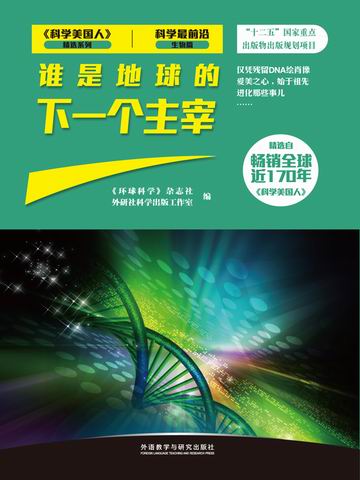 《科学美国人》
精选系列
科学最前沿
生物篇
“十二五”国家重点
出版物出版规划项目
谁是地球的
下一个主宰
仅凭残留DNA绘肖像
爱美之心,始于祖先
进化那些事儿
……
精选自
畅销全球
近170年
《科学美国人》
《环球科学》杂志社
外研社科学出版工作室
编
外语教学与研究出版社
FOREIGN LANGUAGE TEACHING AND RESEARCH PRESS